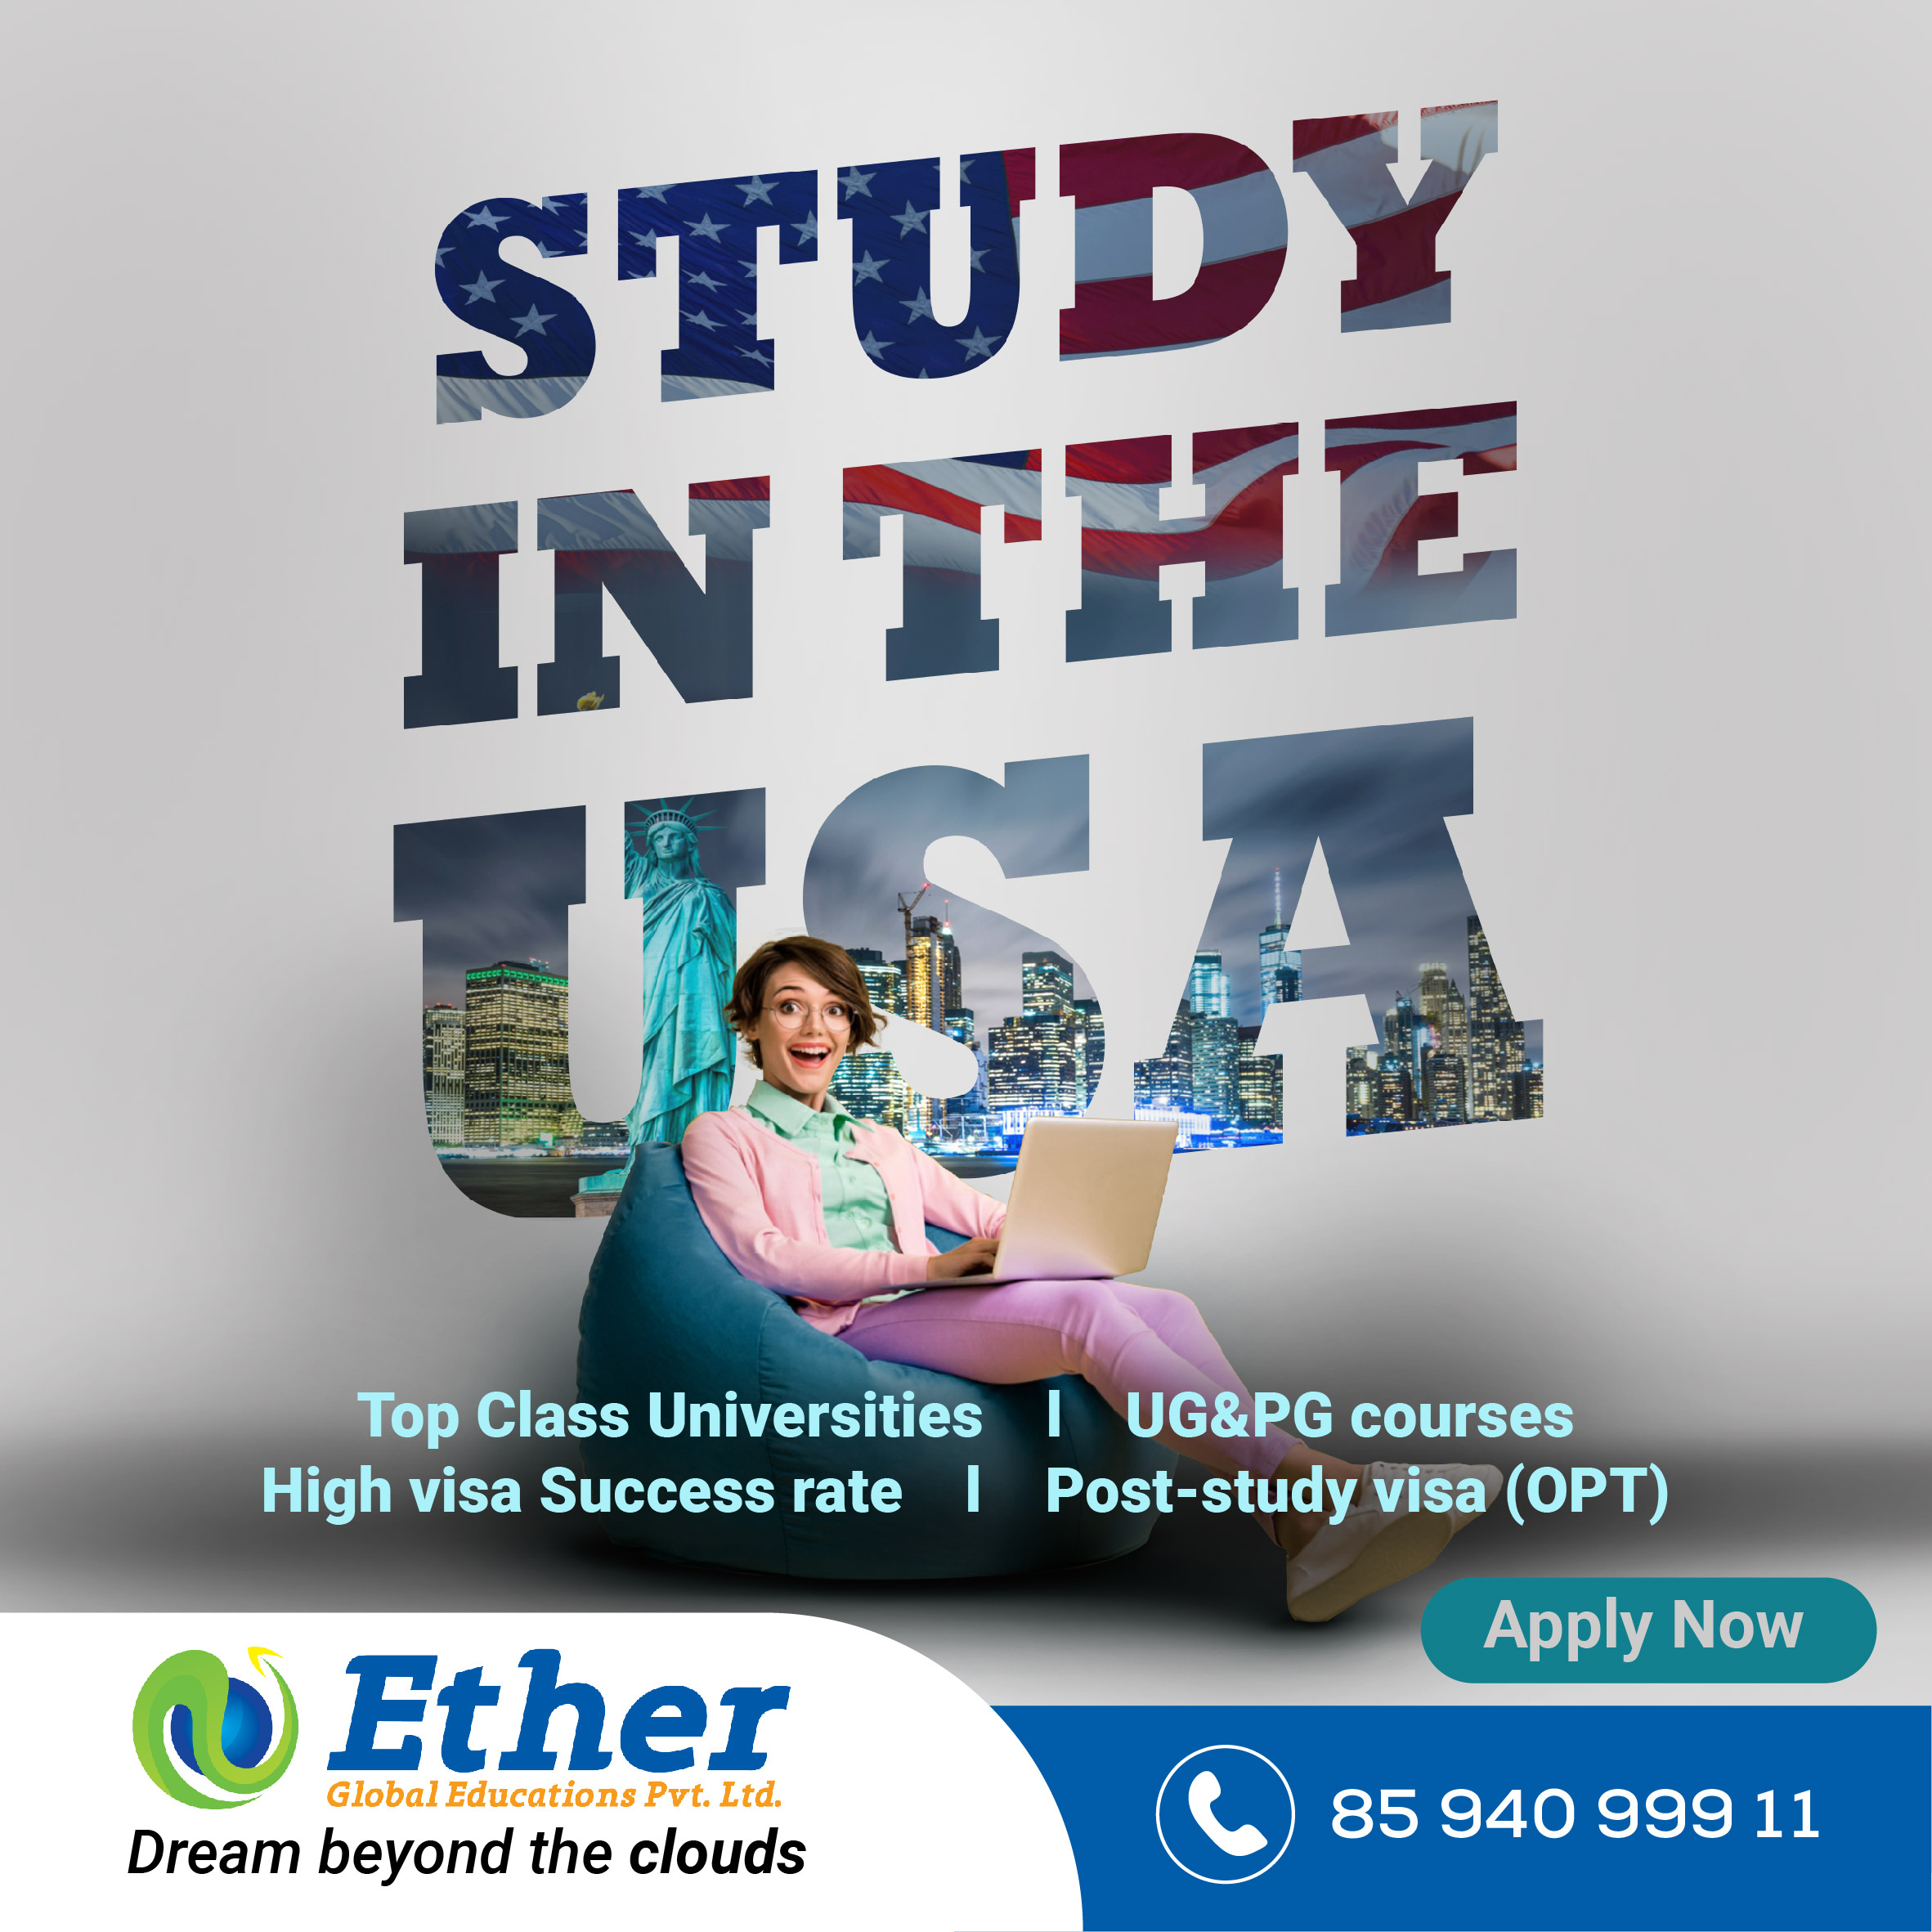 STUDY
IN THE
USA
Top Class Universities | UG&PG courses
High visa Success rate | Post-study visa (OPT)
Apply Now
Ether
Global Educations Pvt. Ltd.
Dream beyond the clouds
85 940 999 11